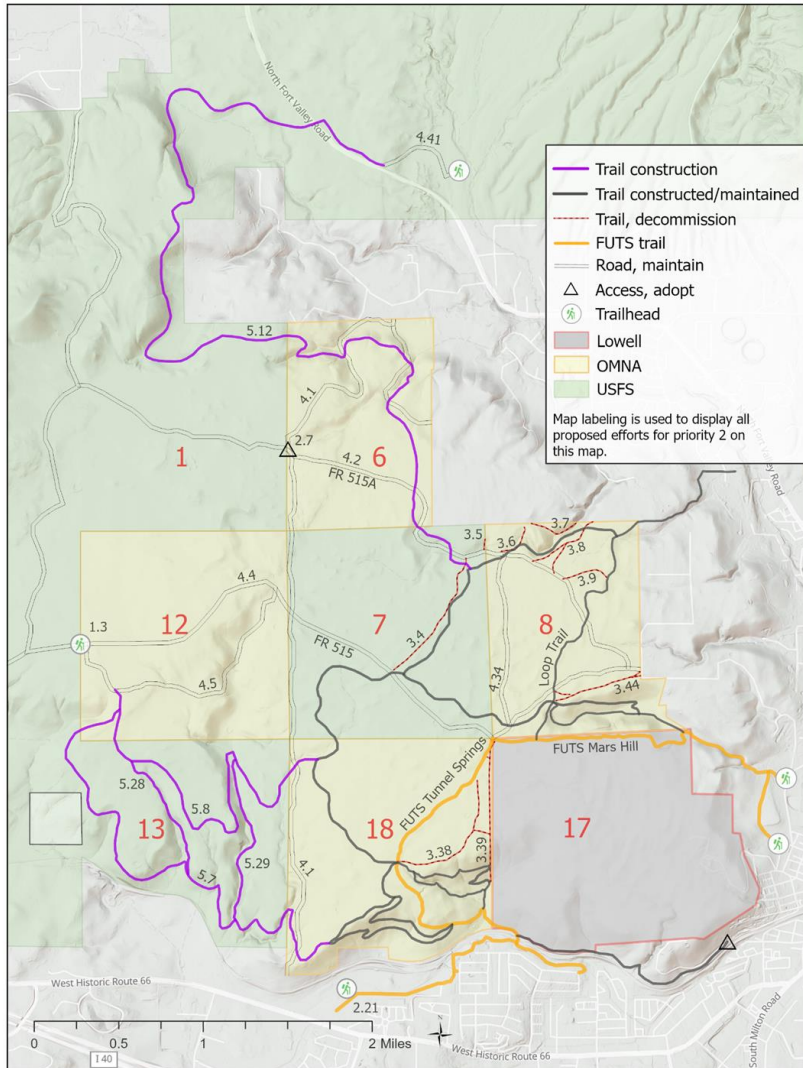 North Fort Valley Road
4.41
Trail construction
Trail constructed/maintained
Trail, decommission
FUTS trail
Road, maintain
Access, adopt
Trailhead
Lowell
OMNA
USFS
Map labeling is used to display all
proposed efforts for priority 2 on
this map.
5.12
4.1
2.7
1
6
4.2
FR 515A
Fort Valley Road
3.5
3.6
3.7
3.8
3.9
4.4
1.3
12
7
8
3.4
FR 515
4.34
Loop Trail
4.5
3.44
FUTS Mars Hill
FUTS Tunnel Springs
5.28
5.8
13
18
17
3.38
3.39
5.29
5.7
4.1
West Historic Route 66
2.21
South Milton Road
0 0.5 1 2 Miles
N
I 40
West Historic Route 66